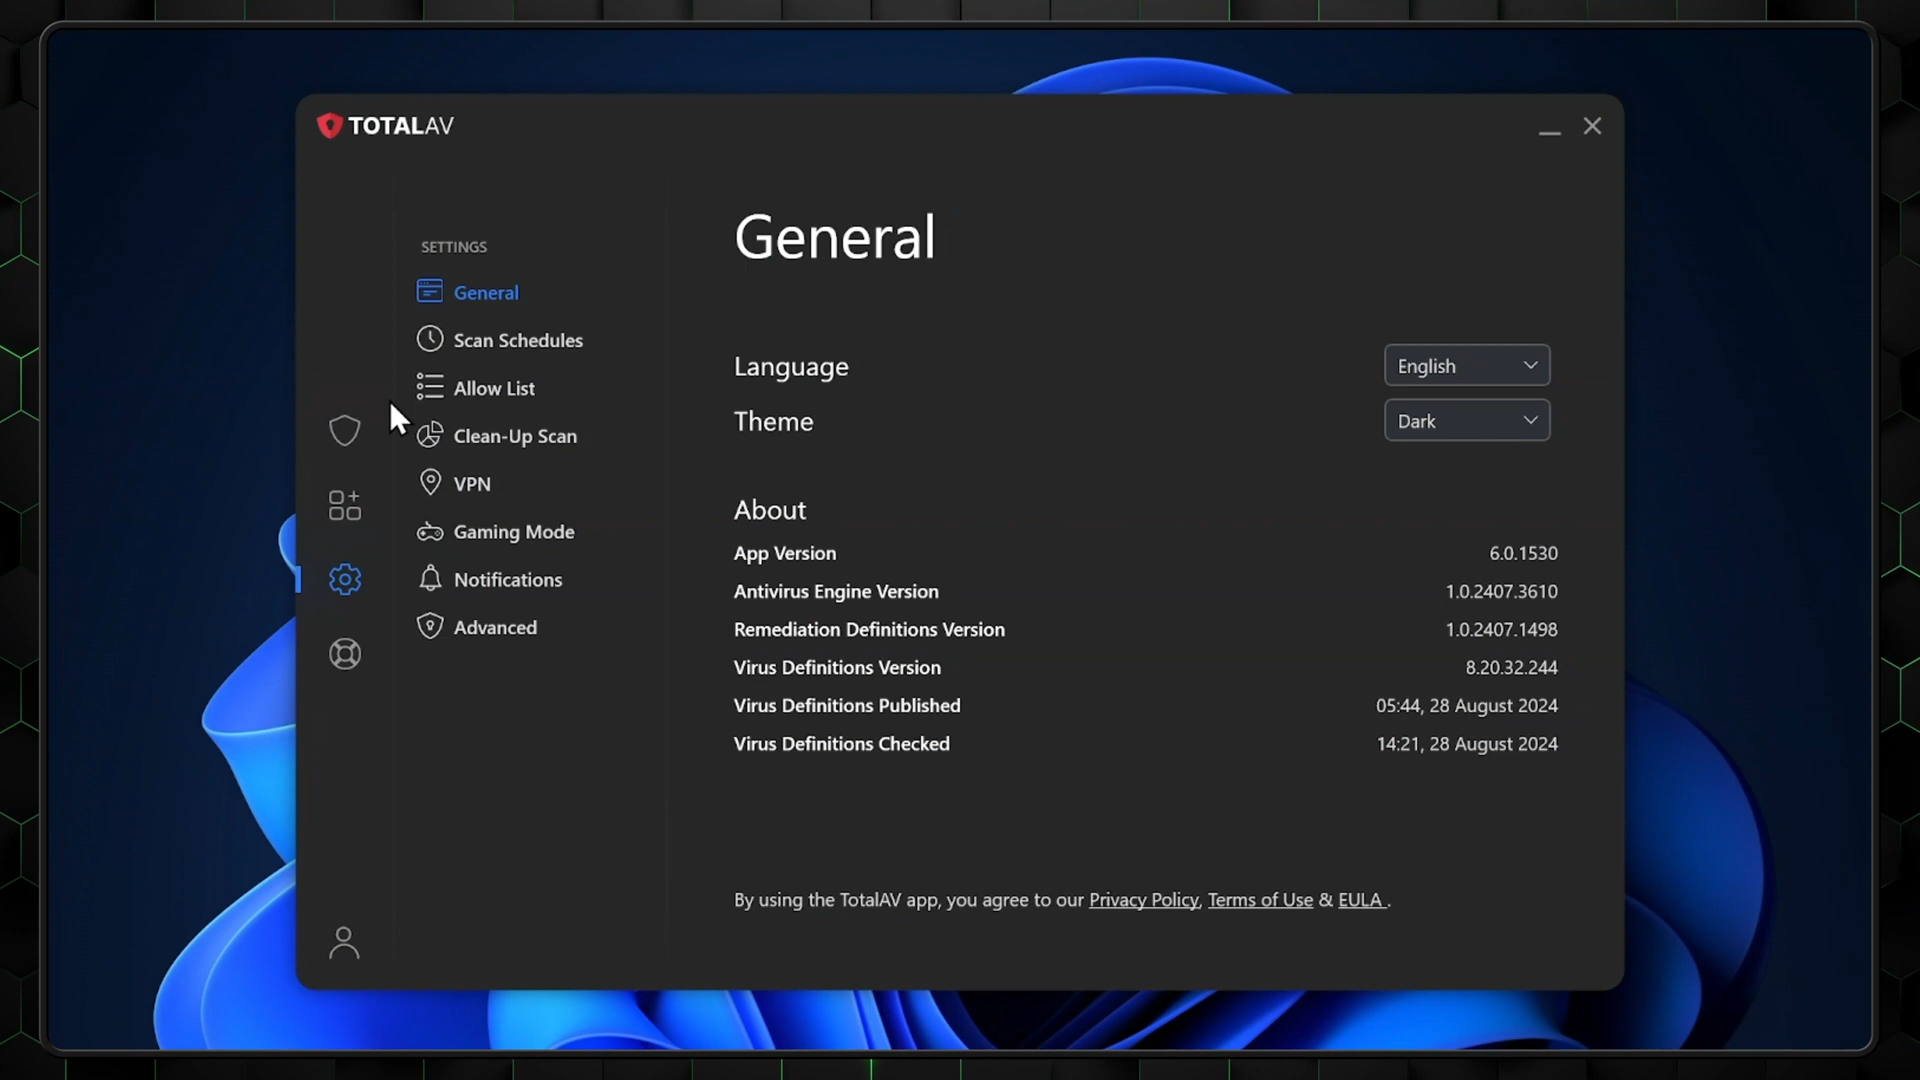 TOTALAV
SETTINGS
General
Scan Schedules
Allow List
Clean-Up Scan
VPN
Gaming Mode
Notifications
Advanced
General
Language English
Theme Dark
About
App Version 6.0.1530
Antivirus Engine Version 1.0.2407.3610
Remediation Definitions Version 1.0.2407.1498
Virus Definitions Version 8.20.32.244
Virus Definitions Published 05:44, 28 August 2024
Virus Definitions Checked 14:21, 28 August 2024
By using the TotalAV app, you agree to our Privacy Policy, Terms of Use & EULA .